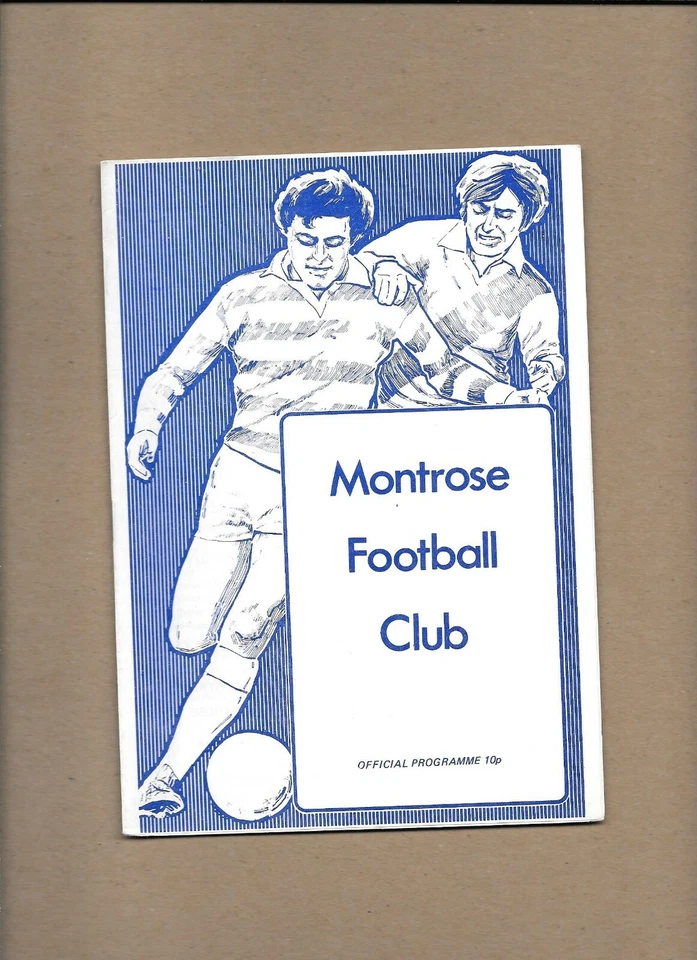 Montrose
Football
Club
OFFICIAL PROGRAMME 10p